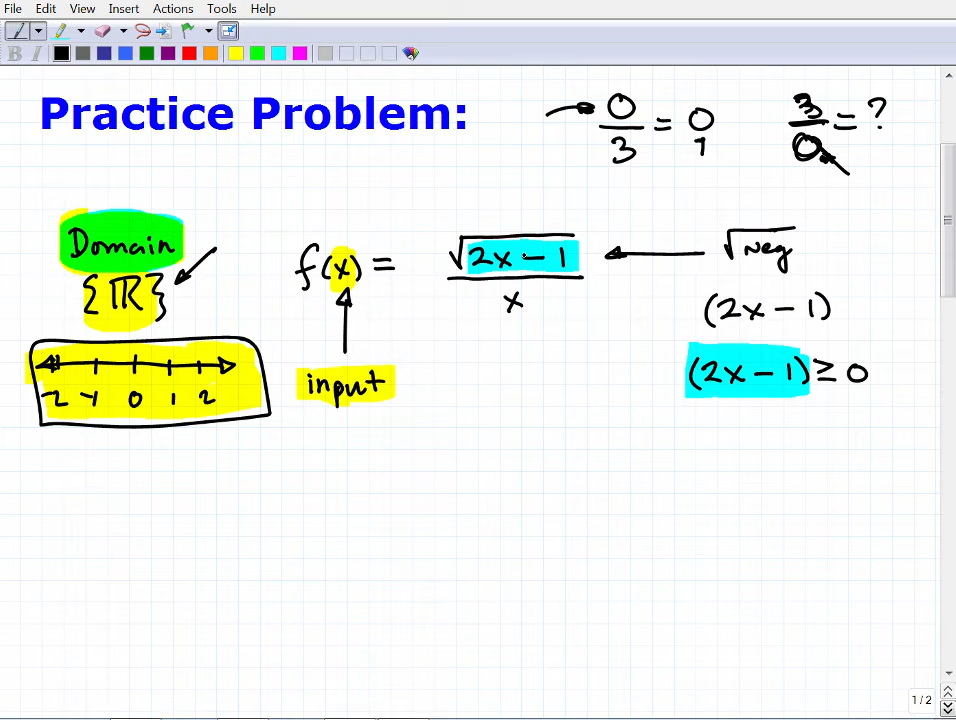 File Edit View Insert Actions Tools Help
B I
Practice Problem:
0/3 = 0/1
3/0 = ?
Domain
{ℝ}
-2 -1 0 1 2
f(x) = √(2x - 1) / x
input
√neg
(2x - 1)
(2x - 1) ≥ 0
1 / 2